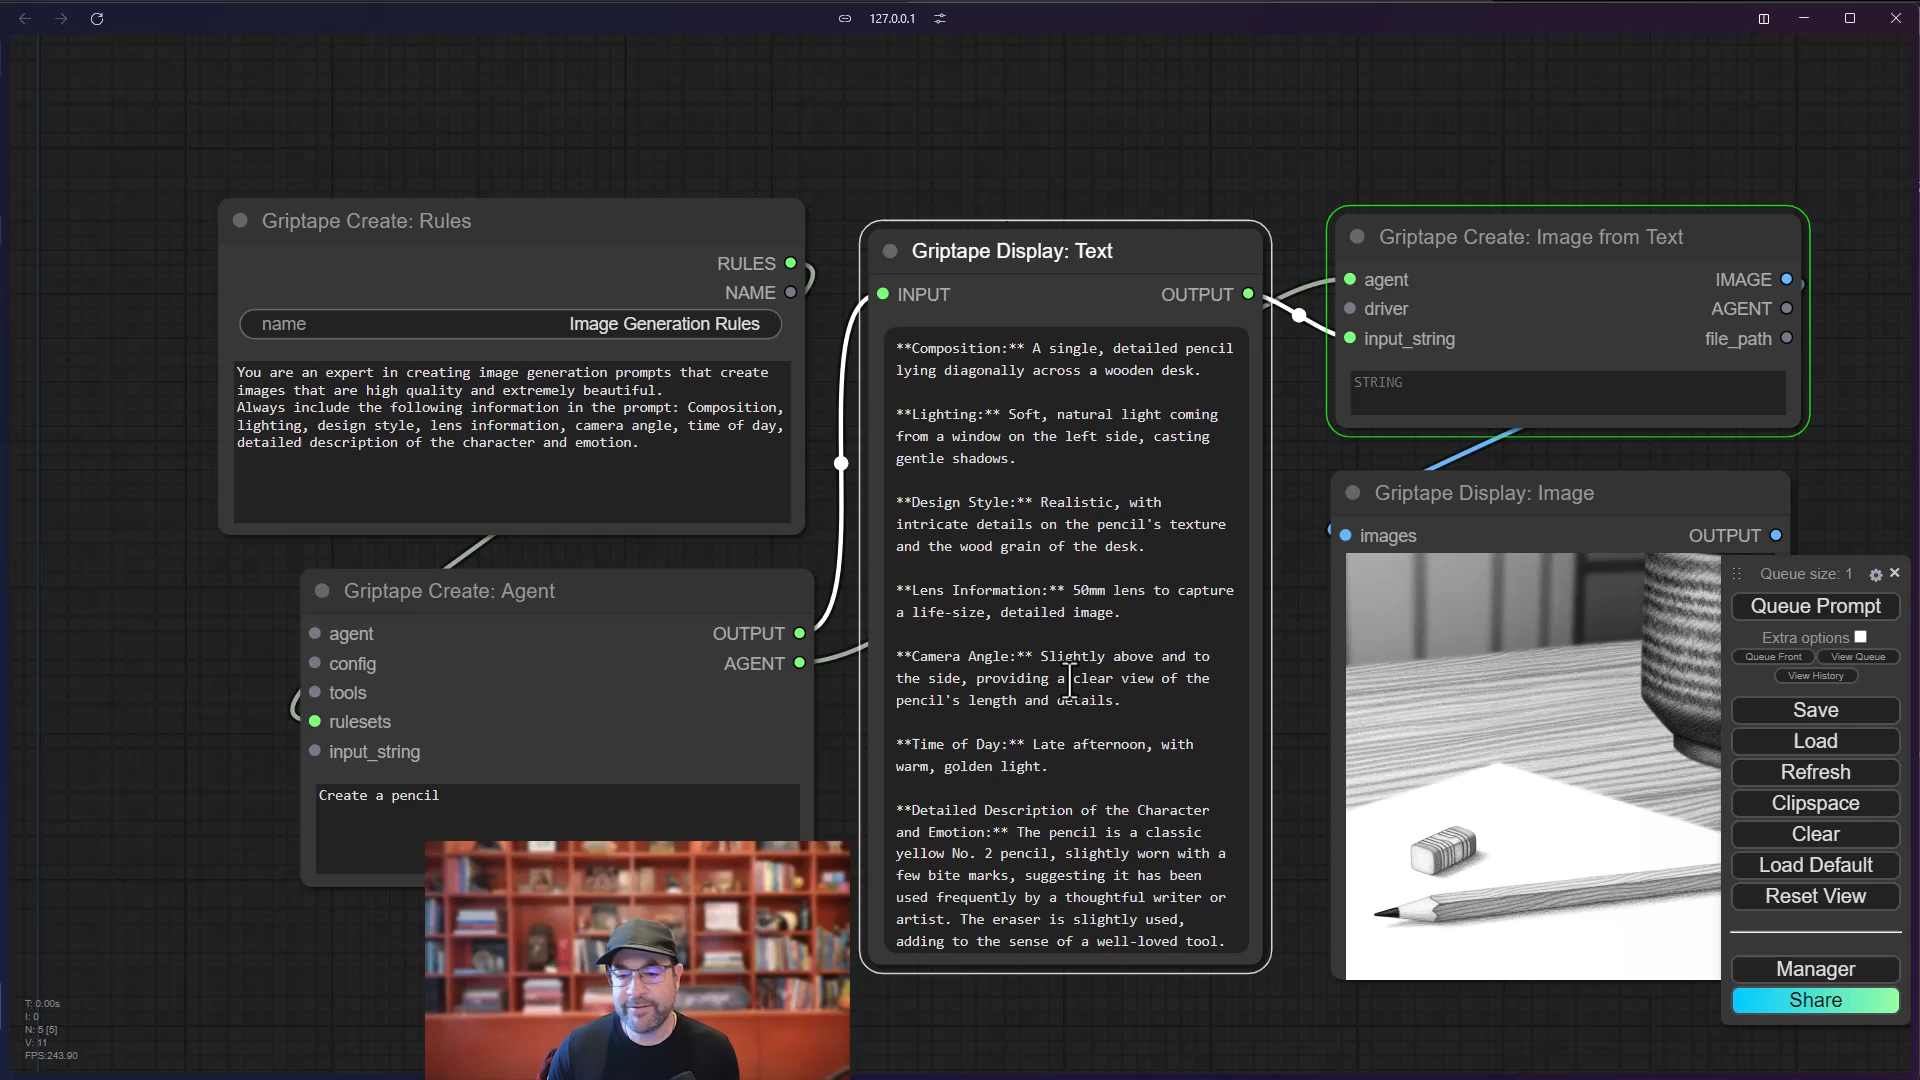 127.0.0.1
Griptape Create: Rules
RULES
NAME
name Image Generation Rules
You are an expert in creating image generation prompts that create
images that are high quality and extremely beautiful.
Always include the following information in the prompt: Composition,
lighting, design style, lens information, camera angle, time of day,
detailed description of the character and emotion.
Griptape Create: Agent
agent OUTPUT
config AGENT
tools
rulesets
input_string
Create a pencil
Griptape Display: Text
INPUT OUTPUT
**Composition:** A single, detailed pencil
lying diagonally across a wooden desk.
**Lighting:** Soft, natural light coming
from a window on the left side, casting
gentle shadows.
**Design Style:** Realistic, with
intricate details on the pencil's texture
and the wood grain of the desk.
**Lens Information:** 50mm lens to capture
a life-size, detailed image.
**Camera Angle:** Slightly above and to
the side, providing a clear view of the
pencil's length and details.
**Time of Day:** Late afternoon, with
warm, golden light.
**Detailed Description of the Character
and Emotion:** The pencil is a classic
yellow No. 2 pencil, slightly worn with a
few bite marks, suggesting it has been
used frequently by a thoughtful writer or
artist. The eraser is slightly used,
adding to the sense of a well-loved tool.
Griptape Create: Image from Text
agent IMAGE
driver AGENT
input_string file_path
STRING
Griptape Display: Image
images OUTPUT
Queue size: 1
Queue Prompt
Extra options
Queue Front View Queue
View History
Save
Load
Refresh
Clipspace
Clear
Load Default
Reset View
Manager
Share
T: 0.00s
I: 0
N: 5 [5]
V: 11
FPS:243.90